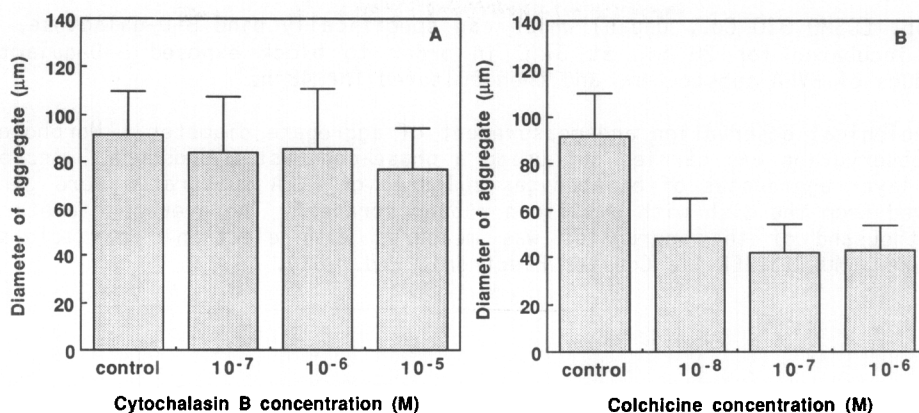 A
Diameter of aggregate (µm)
140
120
100
80
60
40
20
0
control 10-7 10-6 10-5
Cytochalasin B concentration (M)
B
Diameter of aggregate (µm)
140
120
100
80
60
40
20
0
control 10-8 10-7 10-6
Colchicine concentration (M)